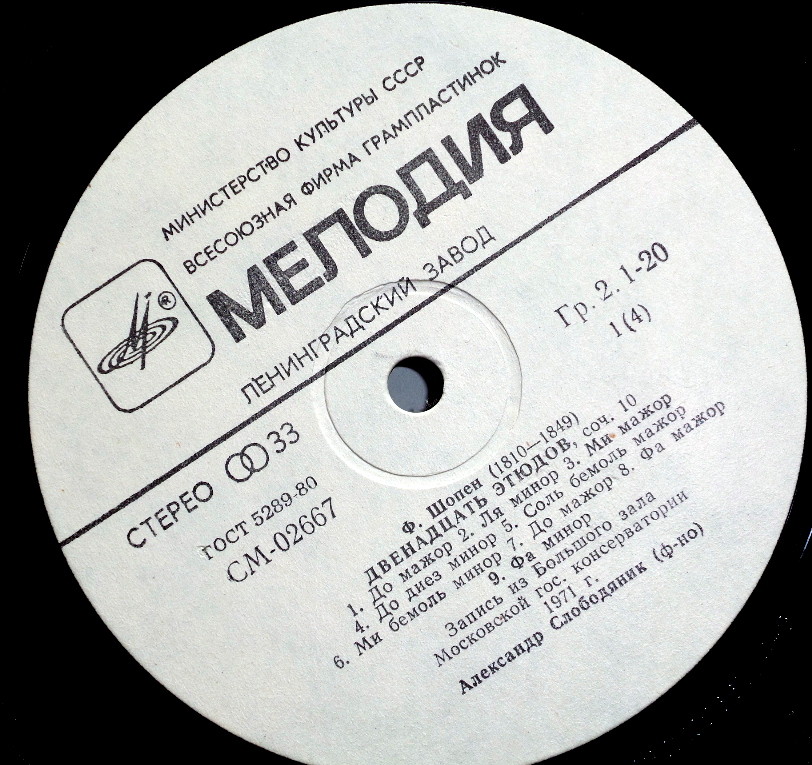 МИНИСТЕРСТВО КУЛЬТУРЫ СССР
ВСЕСОЮЗНАЯ ФИРМА ГРАМПЛАСТИНОК
МЕЛОДИЯ
®
ЛЕНИНГРАДСКИЙ ЗАВОД
Гр. 2. 1-20
1(4)
СТЕРЕО 33
ГОСТ 5289-80
СМ-02667
Ф. Шопен (1810—1849)
ДВЕНАДЦАТЬ ЭТЮДОВ, соч. 10
1. До мажор 2. Ля минор 3. Ми мажор
4. До диез минор 5. Соль бемоль мажор
6. Ми бемоль минор 7. До мажор 8. Фа мажор
9. Фа минор
Запись из Большого зала
Московской гос. консерватории
1971 г.
Александр Слободяник (ф-но)